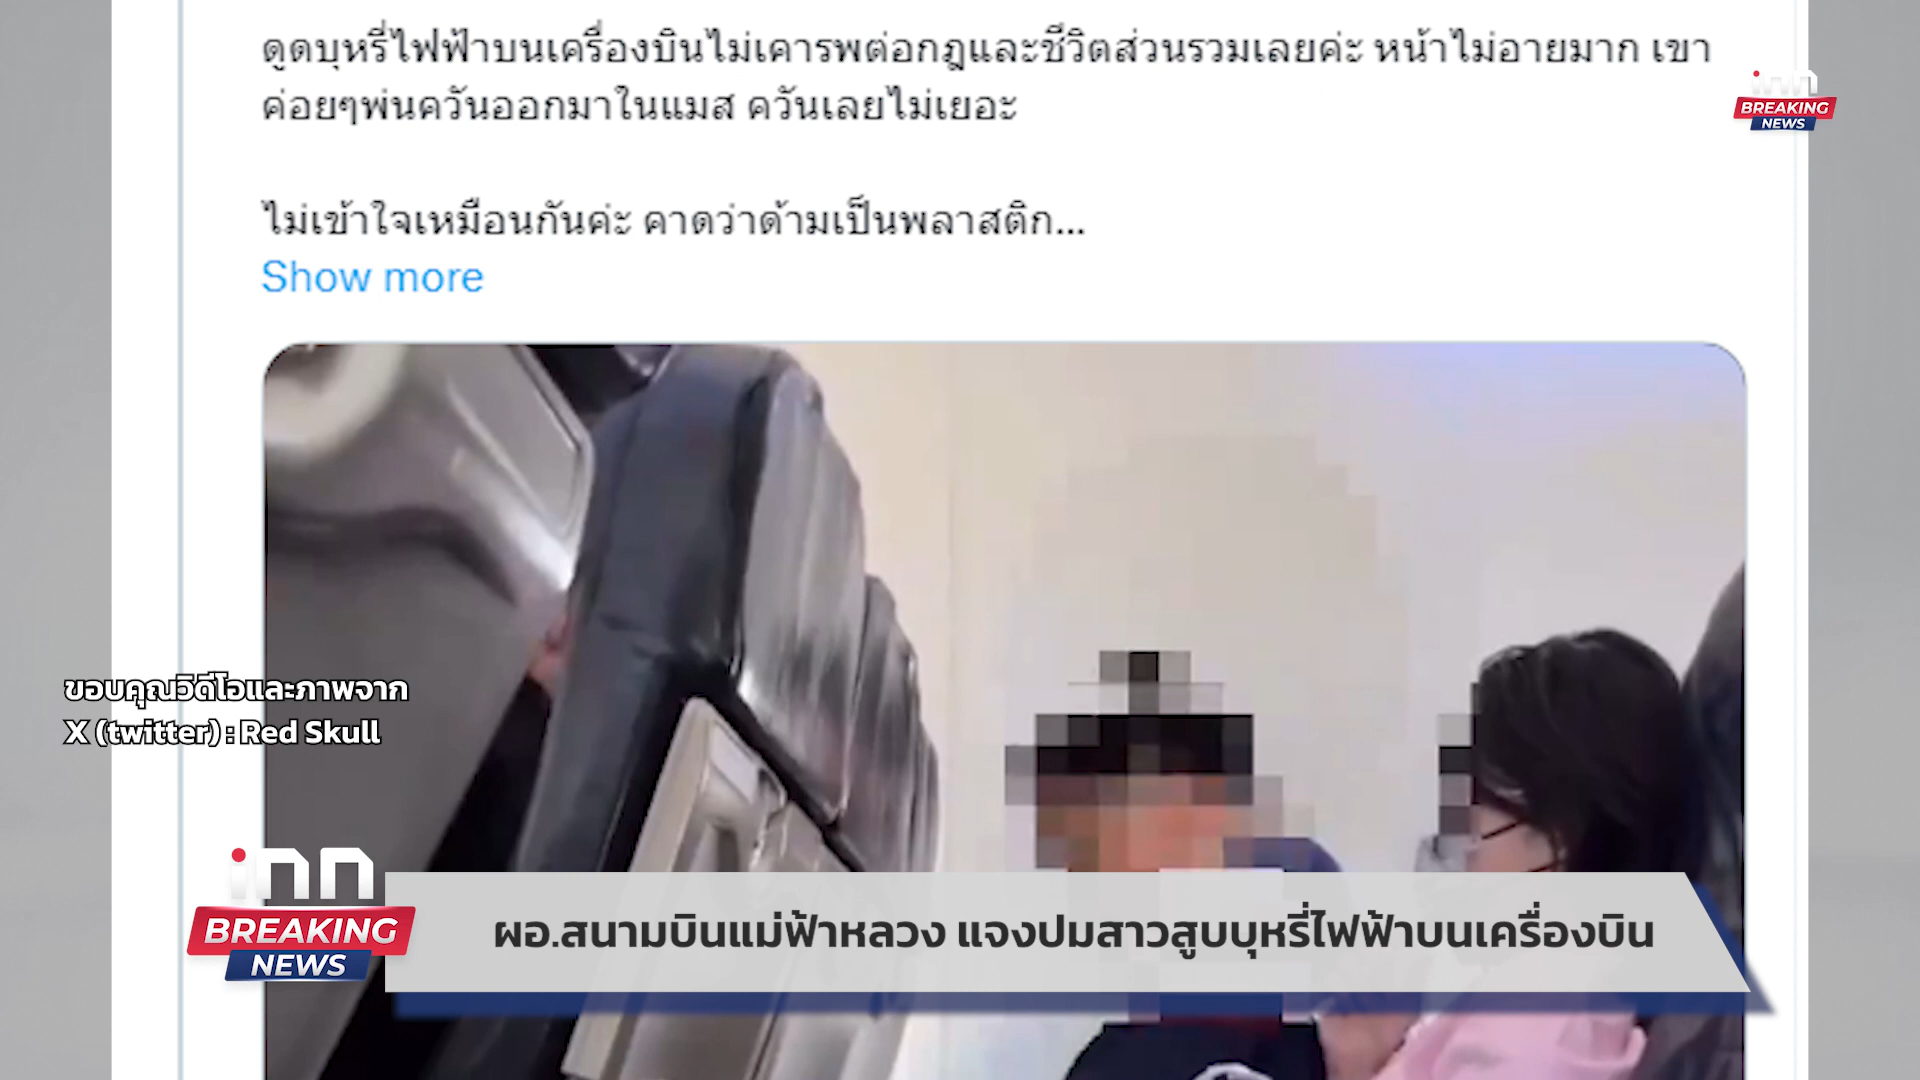 ดูดบุหรี่ไฟฟ้าบนเครื่องบินไม่เคารพต่อกฎและชีวิตส่วนรวมเลยค่ะ หน้าไม่อายมาก เขา
ค่อยๆพ่นควันออกมาในแมส ควันเลยไม่เยอะ
inn
BREAKING
NEWS
ไม่เข้าใจเหมือนกันค่ะ คาดว่าด้ามเป็นพลาสติก...
Show more
ขอบคุณวิดีโอและภาพจาก
X (twitter) : Red Skull
inn
BREAKING
NEWS
ผอ.สนามบินแม่ฟ้าหลวง แจงปมสาวสูบบุหรี่ไฟฟ้าบนเครื่องบิน